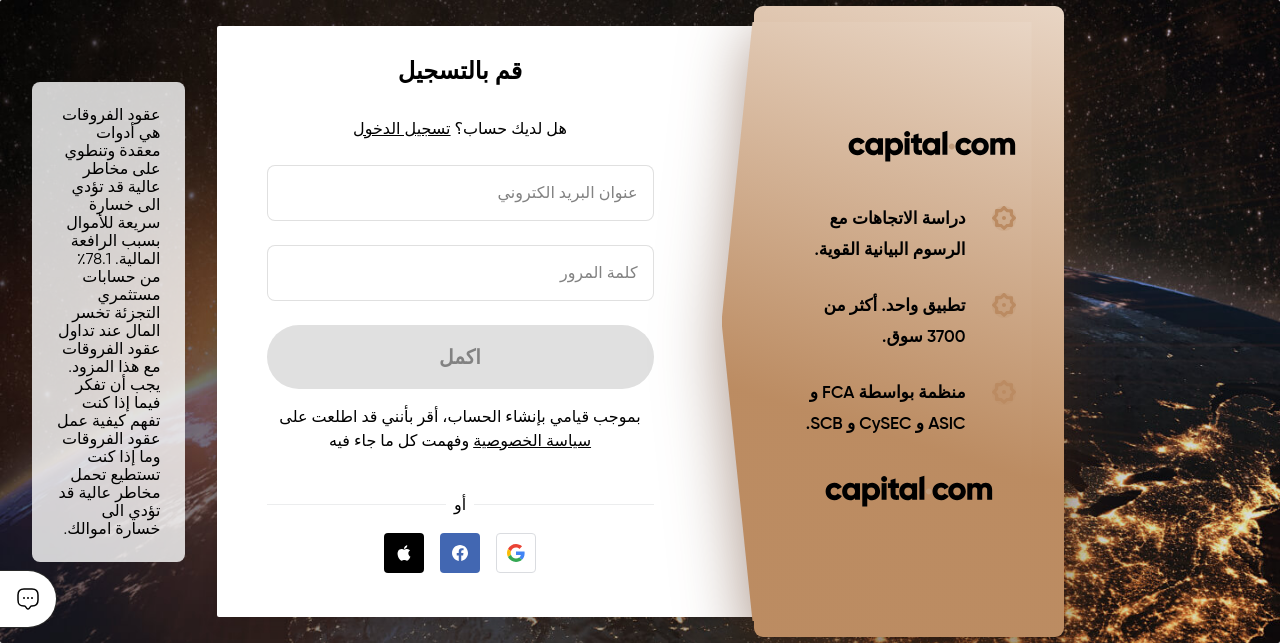 capital com
دراسة الاتجاهات مع
الرسوم البيانية القوية.
تطبيق واحد. أكثر من
3700 سوق.
منظمة بواسطة FCA و
ASIC و CySEC و SCB.
capital com
قم بالتسجيل
هل لديك حساب؟ تسجيل الدخول
عنوان البريد الكتروني
كلمة المرور
اكمل
بموجب قيامي بإنشاء الحساب، أقر بأنني قد اطلعت على
سياسة الخصوصية وفهمت كل ما جاء فيه
أو
عقود الفروقات
هي أدوات
معقدة وتنطوي
على مخاطر
عالية قد تؤدي
الى خسارة
سريعة للأموال
بسبب الرافعة
المالية. 78.1٪
من حسابات
مستثمري
التجزئة تخسر
المال عند تداول
عقود الفروقات
مع هذا المزود.
يجب أن تفكر
فيما إذا كنت
تفهم كيفية عمل
عقود الفروقات
وما إذا كنت
تستطيع تحمل
مخاطر عالية قد
تؤدي الى
خسارة اموالك.